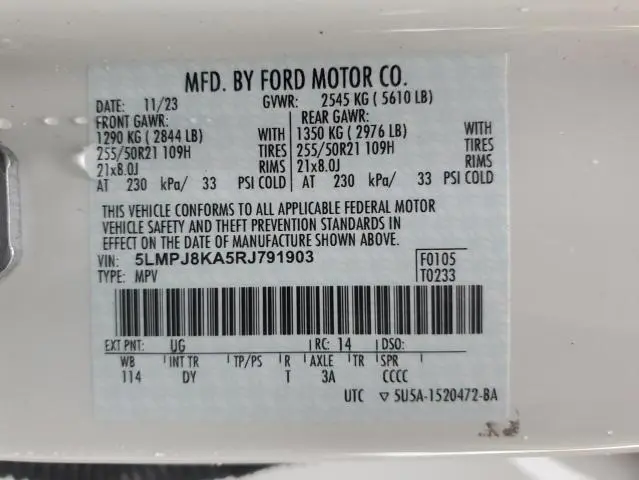 MFD. BY FORD MOTOR CO.
DATE: 11/23 GVWR: 2545 KG ( 5610 LB)
FRONT GAWR: REAR GAWR:
1290 KG ( 2844 LB) WITH 1350 KG ( 2976 LB) WITH
255/50R21 109H TIRES 255/50R21 109H TIRES
21x8.0J RIMS 21x8.0J RIMS
AT 230 kPa/ 33 PSI COLD AT 230 kPa/ 33 PSI COLD
THIS VEHICLE CONFORMS TO ALL APPLICABLE FEDERAL MOTOR
VEHICLE SAFETY AND THEFT PREVENTION STANDARDS IN
EFFECT ON THE DATE OF MANUFACTURE SHOWN ABOVE.
VIN: 5LMPJ8KA5RJ791903 F0105
TYPE: MPV T0233
EXT PNT: UG RC: 14 DSO:
WB INT TR TP/PS R AXLE TR SPR
114 DY T 3A CCCC
UTC ▽ 5U5A-1520472-BA